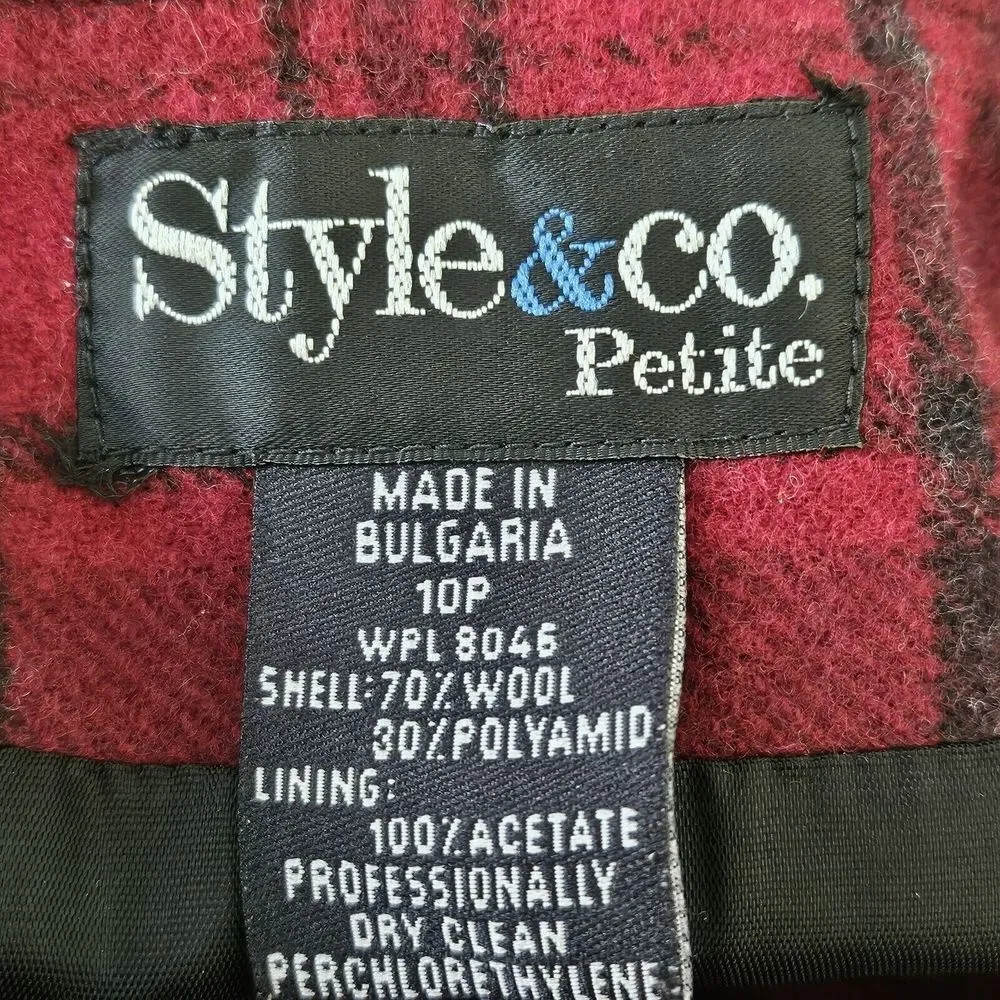 Style&co.
Petite
MADE IN
BULGARIA
10P
WPL 8046
SHELL:70% WOOL
30% POLYAMID
LINING:
100% ACETATE
PROFESSIONALLY
DRY CLEAN
PERCHLORETHYLENE